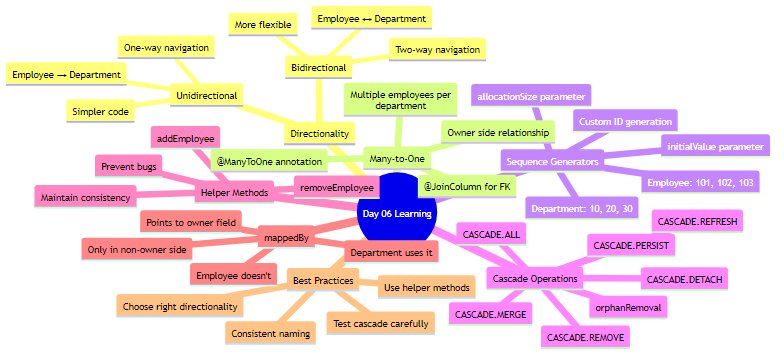 More flexible
Employee ↔ Department
One-way navigation
Two-way navigation
Employee → Department
Bidirectional
Unidirectional
Simpler code
Directionality
Multiple employees per
department
Owner side relationship
@ManyToOne annotation
Many-to-One
@JoinColumn for FK
allocationSize parameter
Custom ID generation
initialValue parameter
Sequence Generators
Employee: 101, 102, 103
Department: 10, 20, 30
addEmployee
Prevent bugs
Helper Methods
removeEmployee
Maintain consistency
Day 06 Learning
Points to owner field
mappedBy
Only in non-owner side
Department uses it
Employee doesn't
CASCADE.ALL
CASCADE.REFRESH
CASCADE.PERSIST
Cascade Operations
CASCADE.DETACH
orphanRemoval
CASCADE.MERGE
CASCADE.REMOVE
Best Practices
Use helper methods
Choose right directionality
Test cascade carefully
Consistent naming